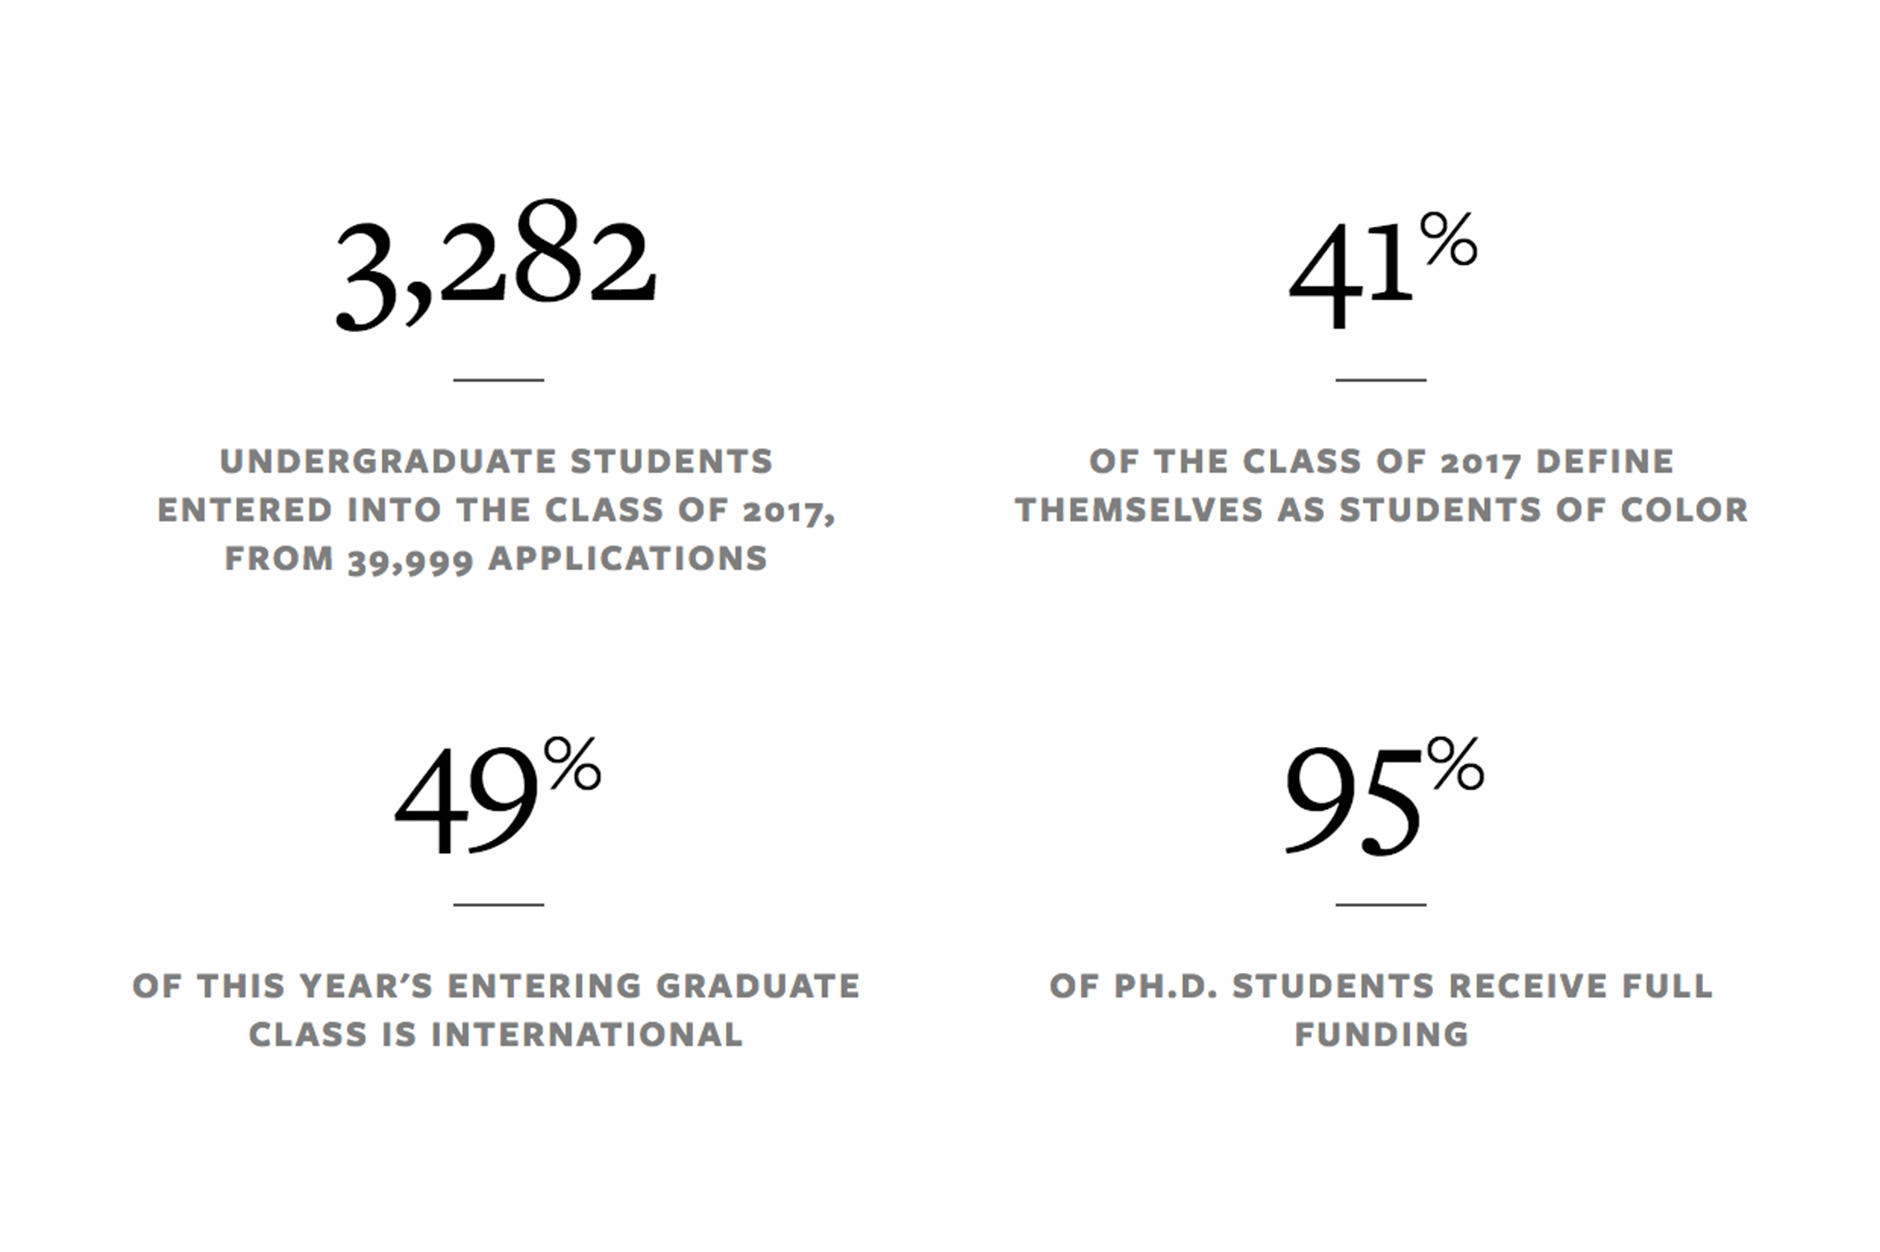 3,282
UNDERGRADUATE STUDENTS
ENTERED INTO THE CLASS OF 2017,
FROM 39,999 APPLICATIONS
41%
OF THE CLASS OF 2017 DEFINE
THEMSELVES AS STUDENTS OF COLOR
49%
OF THIS YEAR'S ENTERING GRADUATE
CLASS IS INTERNATIONAL
95%
OF PH.D. STUDENTS RECEIVE FULL
FUNDING